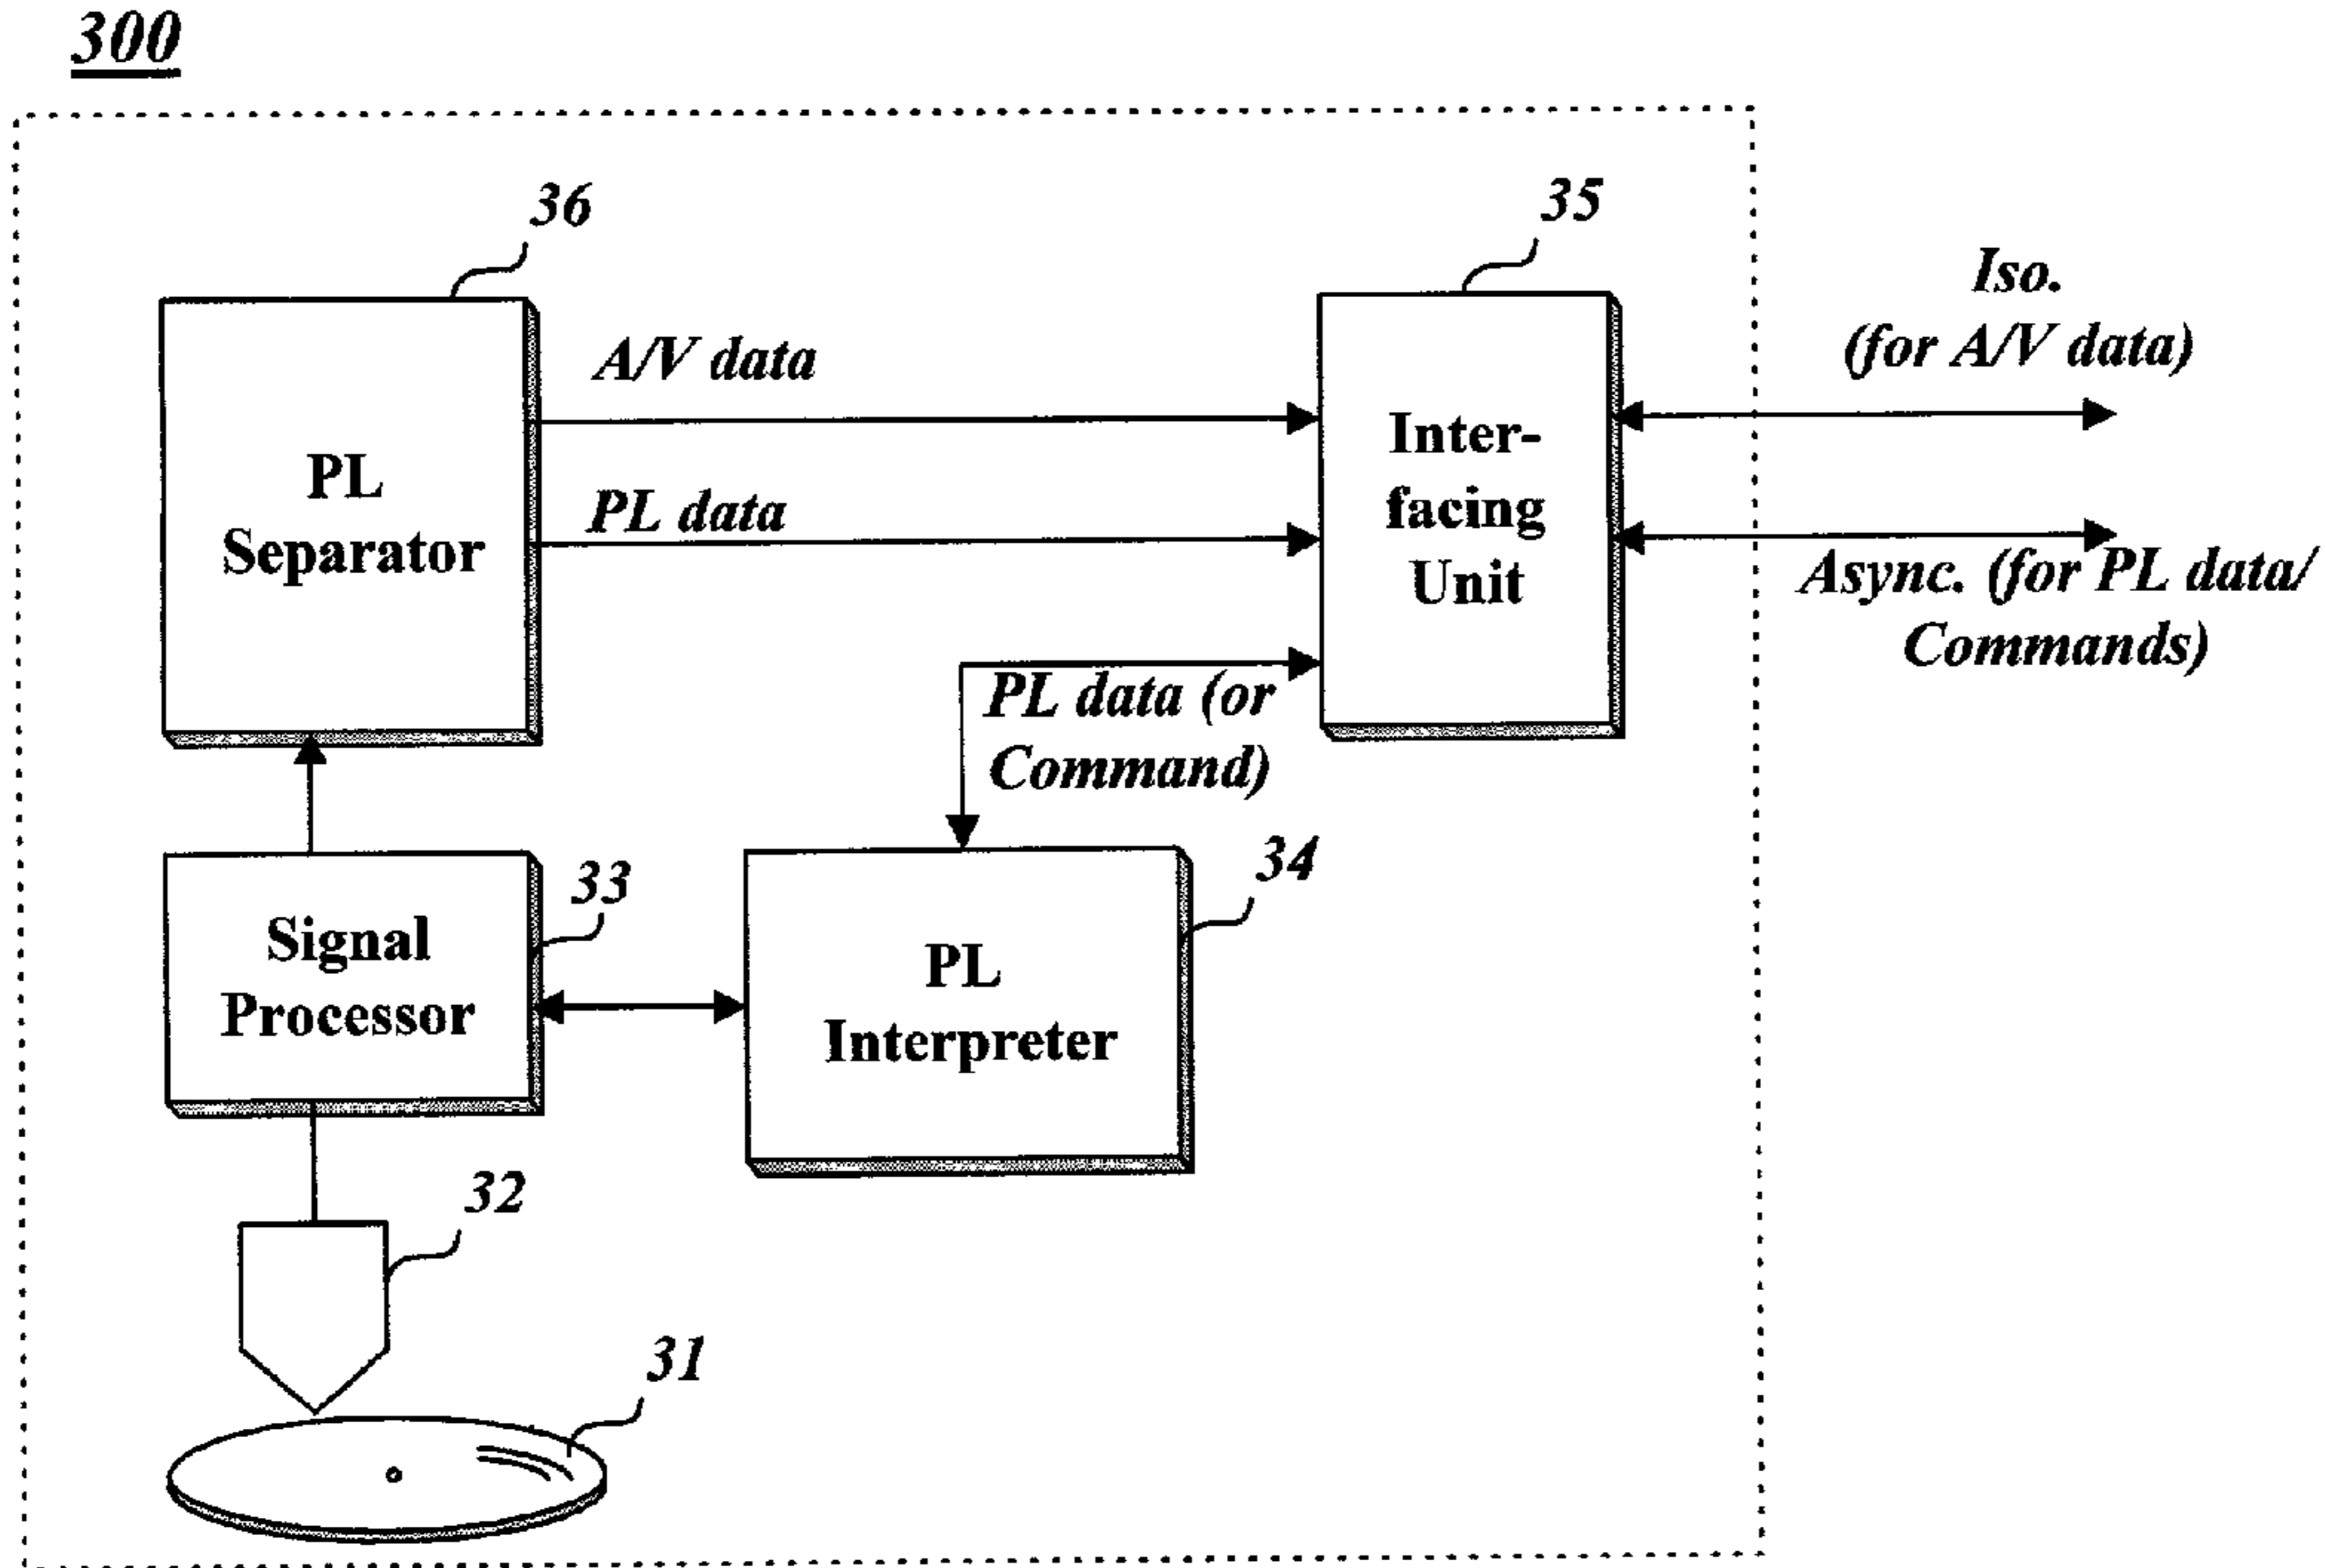 300
36
35
Iso.
(for A/V data)
A/V data
PL
Separator
PL data
Inter-
facing
Unit
Async. (for PL data/
Commands)
PL data (or
Command)
33
34
Signal
Processor
PL
Interpreter
32
31